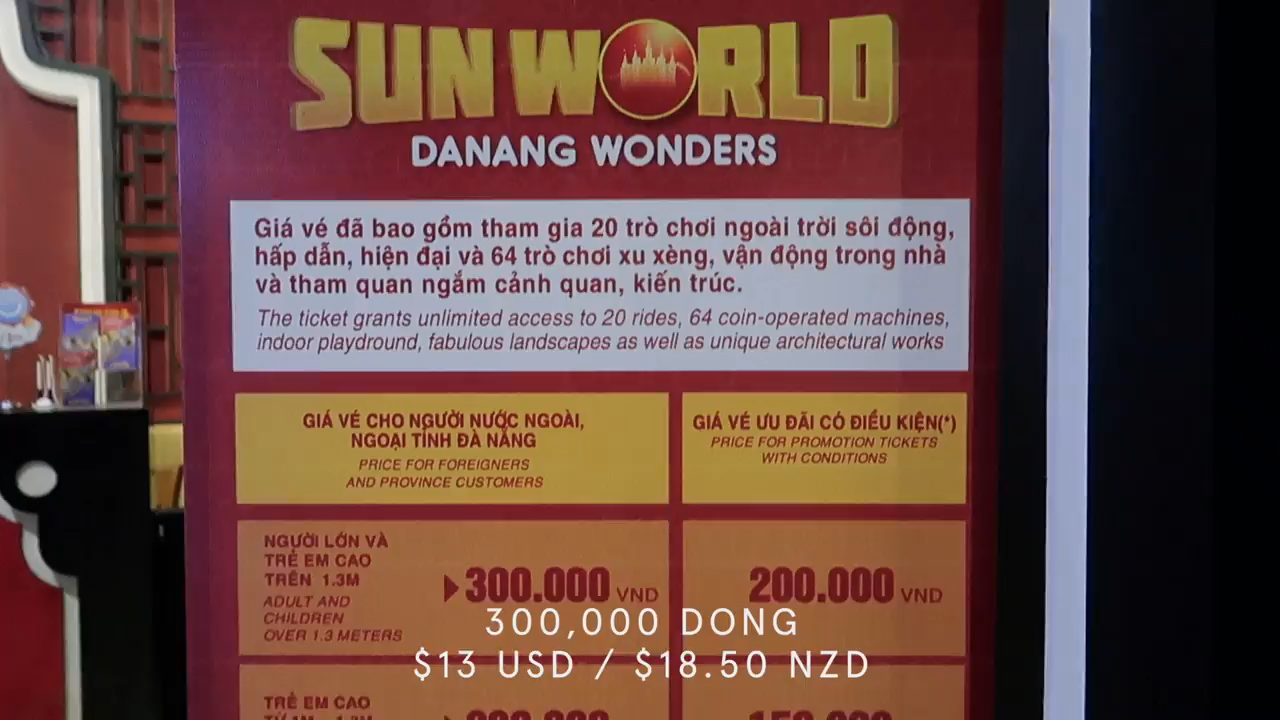 SUN WORLD
DANANG WONDERS
Giá vé đã bao gồm tham gia 20 trò chơi ngoài trời sôi động,
hấp dẫn, hiện đại và 64 trò chơi xu xèng, vận động trong nhà
và tham quan ngắm cảnh quan, kiến trúc.
The ticket grants unlimited access to 20 rides, 64 coin-operated machines,
indoor playdround, fabulous landscapes as well as unique architectural works
GIÁ VÉ CHO NGƯỜI NƯỚC NGOÀI,
NGOẠI TỈNH ĐÀ NẴNG
PRICE FOR FOREIGNERS
AND PROVINCE CUSTOMERS
GIÁ VÉ ƯU ĐÃI CÓ ĐIỀU KIỆN(*)
PRICE FOR PROMOTION TICKETS
WITH CONDITIONS
NGƯỜI LỚN VÀ
TRẺ EM CAO
TRÊN 1.3M
ADULT AND
CHILDREN
OVER 1.3 METERS
300.000 VND
200.000 VND
300,000 DONG
$13 USD / $18.50 NZD
TRẺ EM CAO